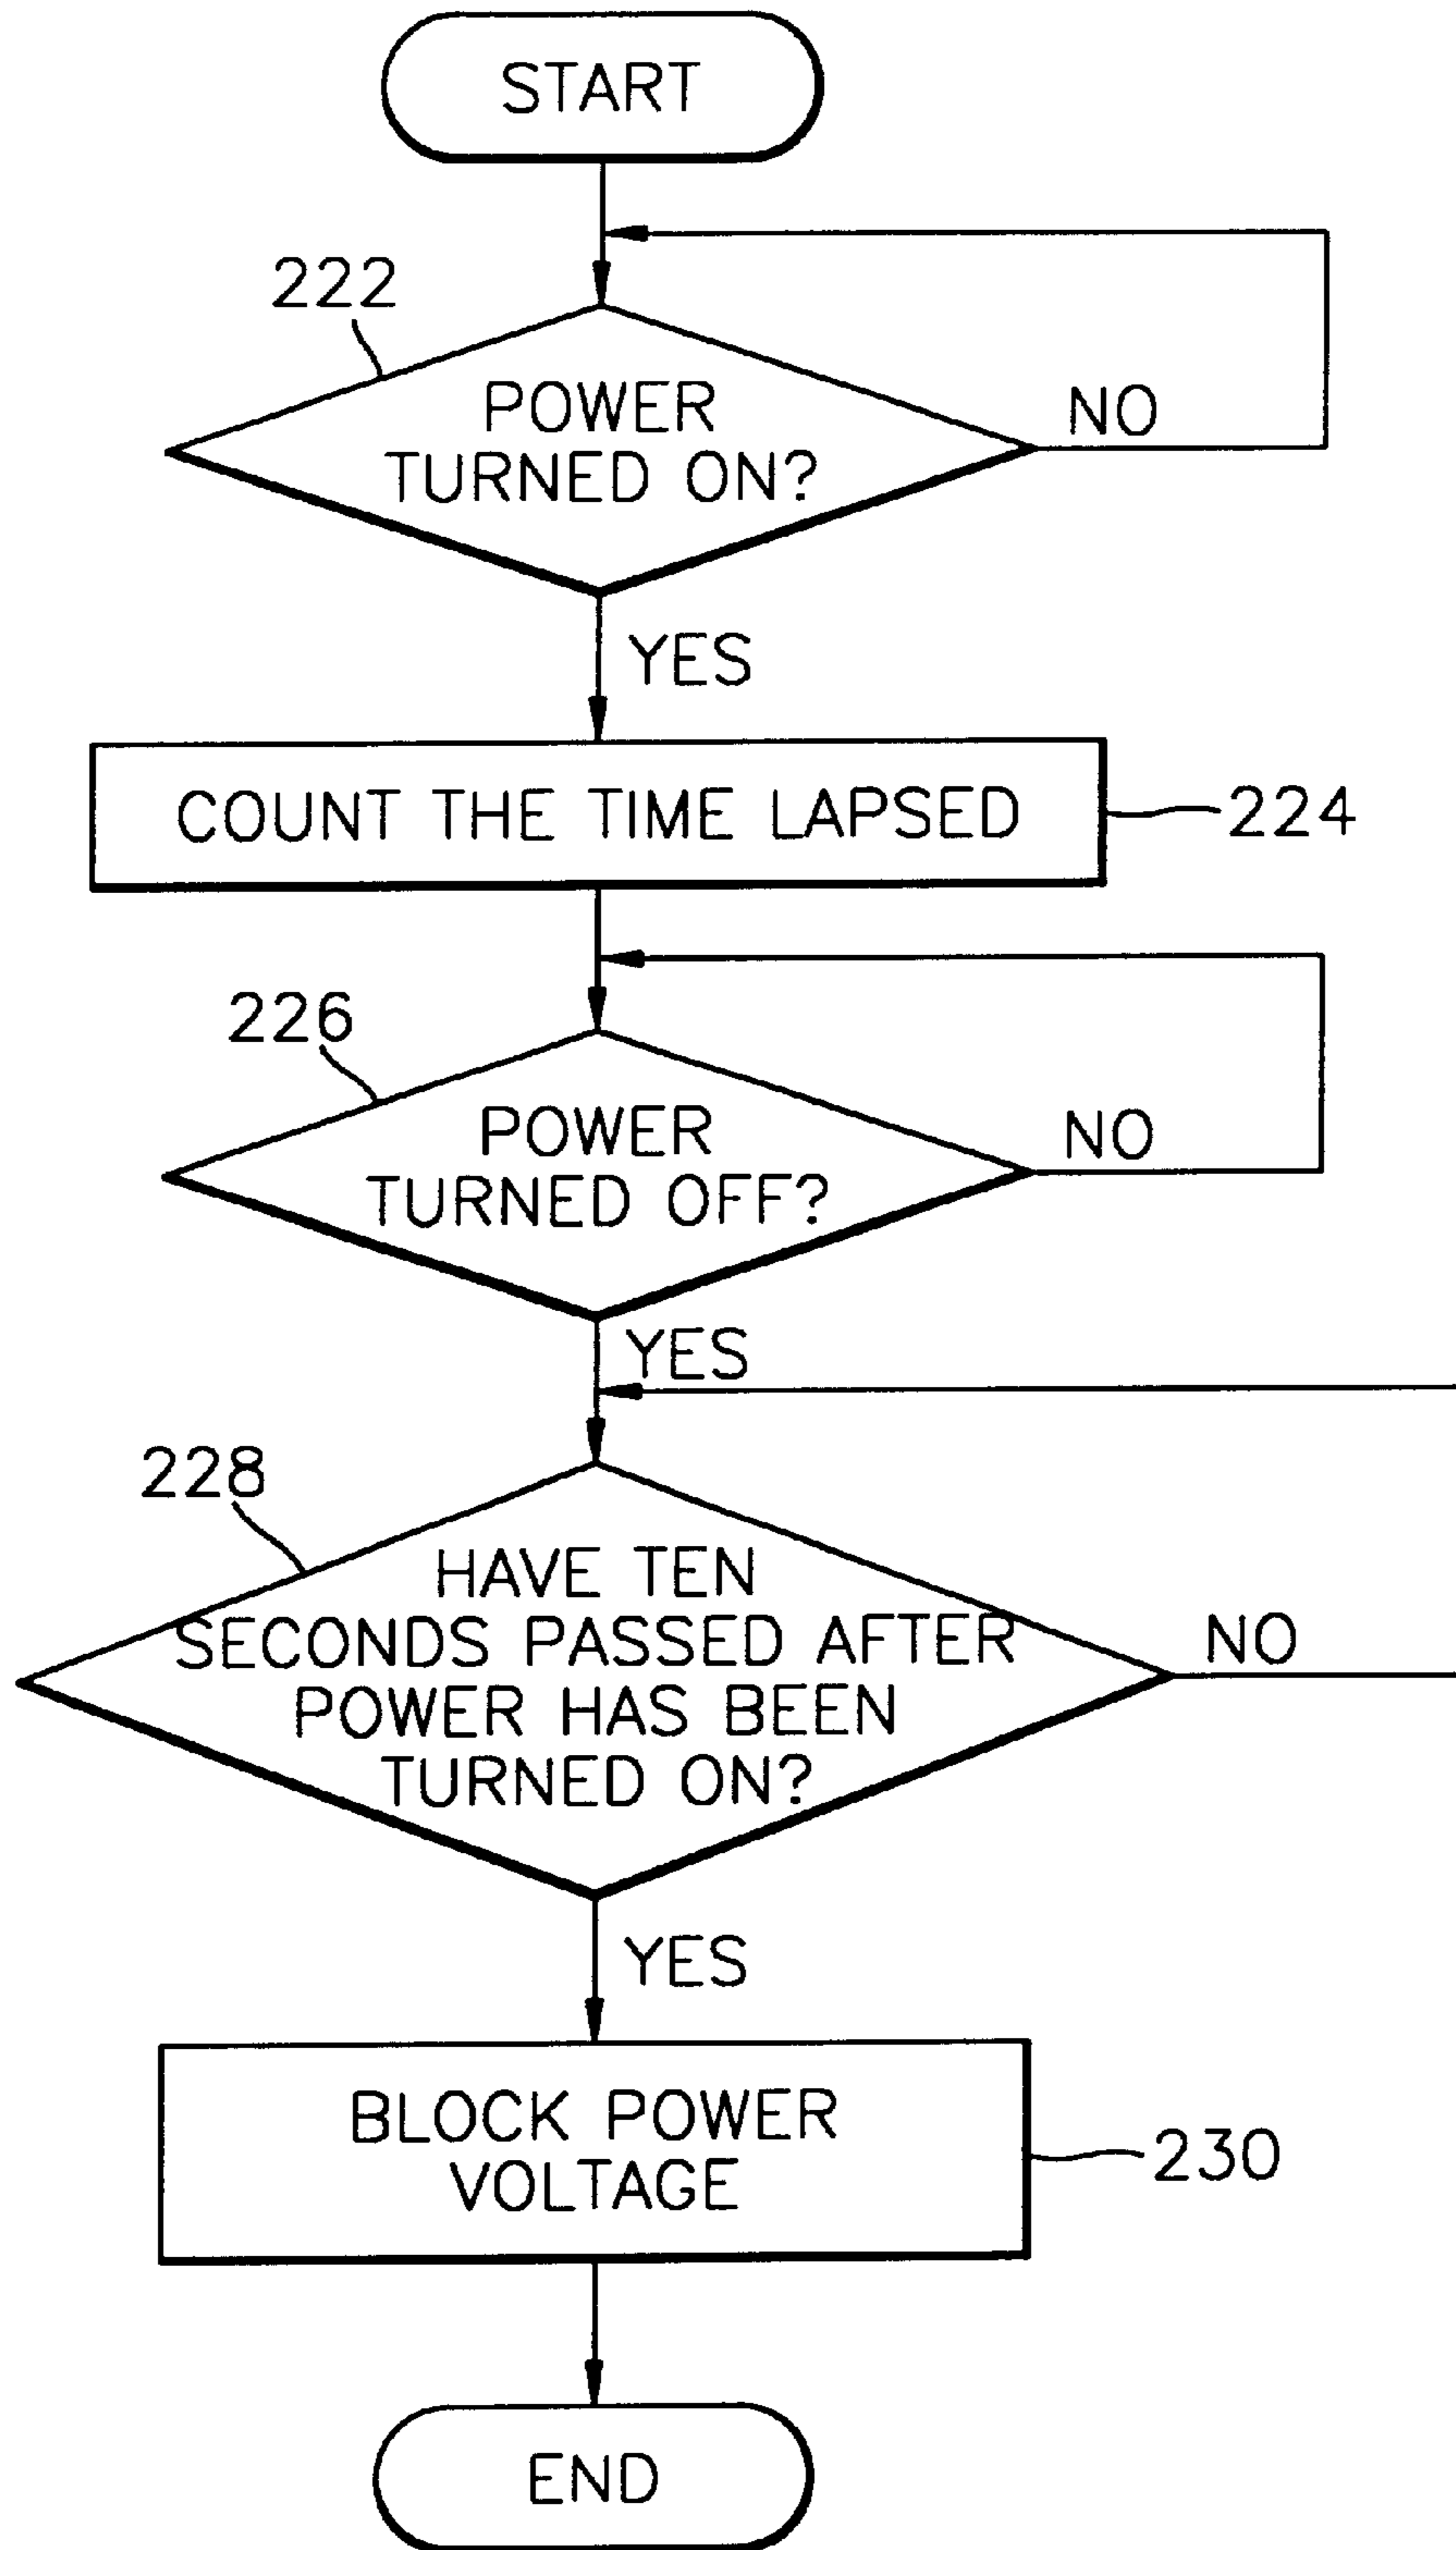 START
222
POWER
TURNED ON?
NO
YES
COUNT THE TIME LAPSED
224
226
POWER
TURNED OFF?
NO
YES
228
HAVE TEN
SECONDS PASSED AFTER
POWER HAS BEEN
TURNED ON?
NO
YES
BLOCK POWER
VOLTAGE
230
END